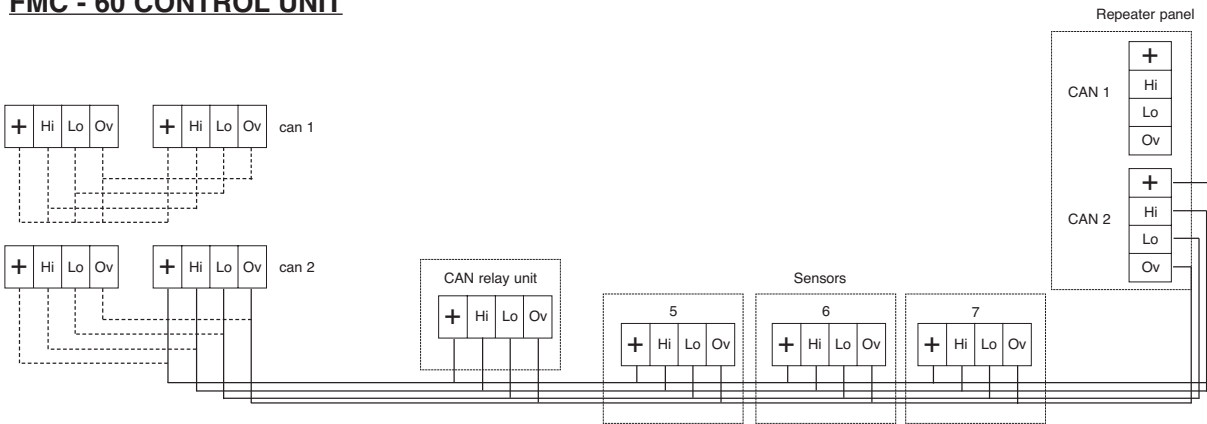 FMC - 60 CONTROL UNIT
Repeater panel
CAN 1
+
Hi
Lo
Ov
+ Hi Lo Ov + Hi Lo Ov can 1
CAN 2
+
Hi
Lo
Ov
+ Hi Lo Ov + Hi Lo Ov can 2
CAN relay unit
+ Hi Lo Ov
Sensors
5 6 7
+ Hi Lo Ov + Hi Lo Ov + Hi Lo Ov